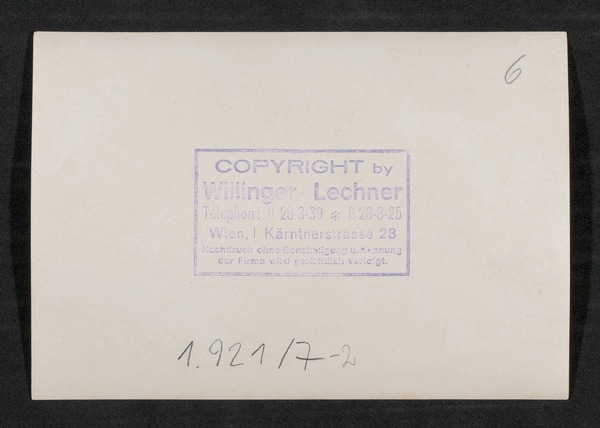 6
COPYRIGHT by
Willinger Lechner
Telephon: R 28-3-39 * R 28-8-25
Wien, I. Kärntnerstrasse 28
Nachdruck ohne Genehmigung u. Nennung
der Firma wird gerichtlich verfolgt.
1.921/7-2